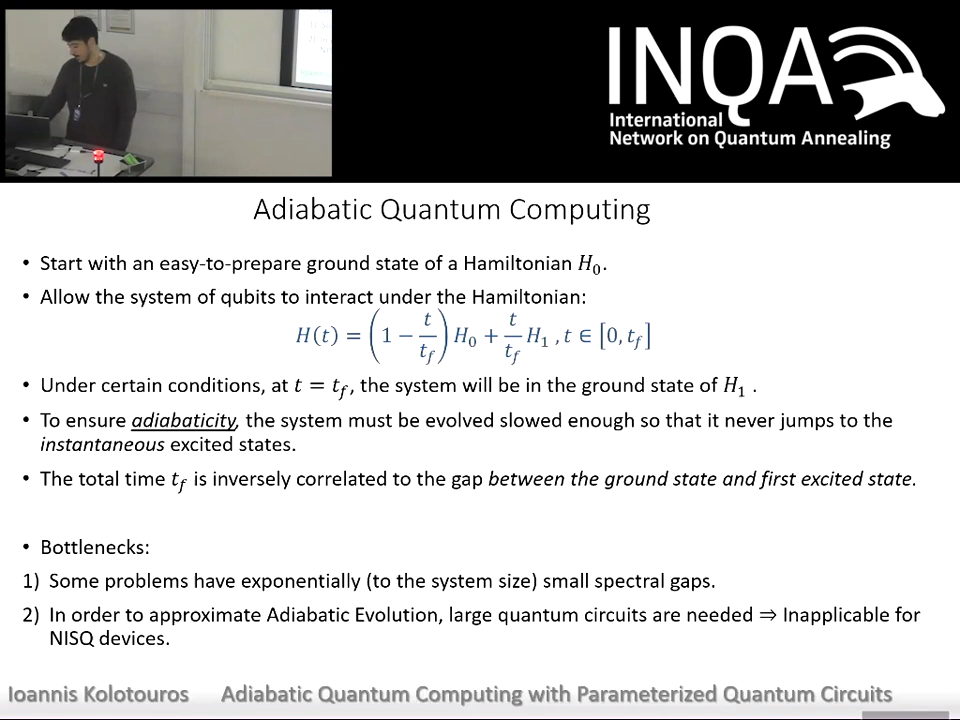 INQA
International
Network on Quantum Annealing
Adiabatic Quantum Computing
• Start with an easy-to-prepare ground state of a Hamiltonian H₀.
• Allow the system of qubits to interact under the Hamiltonian:
H(t) = (1 − t/t_f) H₀ + t/t_f H₁ , t ∈ [0, t_f]
• Under certain conditions, at t = t_f, the system will be in the ground state of H₁ .
• To ensure adiabaticity, the system must be evolved slowed enough so that it never jumps to the
instantaneous excited states.
• The total time t_f is inversely correlated to the gap between the ground state and first excited state.
• Bottlenecks:
1) Some problems have exponentially (to the system size) small spectral gaps.
2) In order to approximate Adiabatic Evolution, large quantum circuits are needed ⇒ Inapplicable for
NISQ devices.
Ioannis Kolotouros Adiabatic Quantum Computing with Parameterized Quantum Circuits